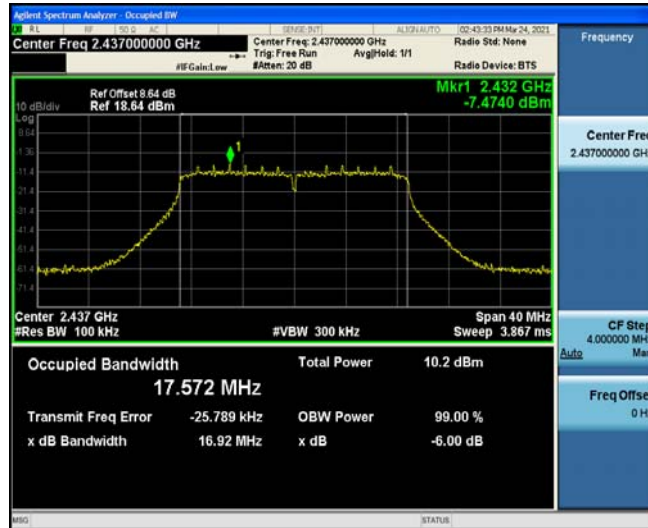 Agilent Spectrum Analyzer - Occupied BW
RL RF 50 Ω AC SENSE:INT ALIGN AUTO 02:43:33 PM Mar 24, 2021
Center Freq 2.437000000 GHz
Center Freq: 2.437000000 GHz
Radio Std: None
Trig: Free Run
Avg|Hold: 1/1
#IFGain:Low
#Atten: 20 dB
Radio Device: BTS
Frequency
Ref Offset 8.64 dB
Mkr1 2.432 GHz
10 dB/div
Ref 18.64 dBm
-7.4740 dBm
Log
8.64
-1.36
-11.4
-21.4
-31.4
-41.4
-51.4
-61.4
-71.4
1
Center 2.437 GHz
Span 40 MHz
#Res BW 100 kHz
#VBW 300 kHz
Sweep 3.867 ms
Center Fre
2.437000000 GH
CF Step
4.000000 MH
Auto Ma
Freq Offse
0 H
Occupied Bandwidth
Total Power
10.2 dBm
17.572 MHz
Transmit Freq Error
-25.789 kHz
OBW Power
99.00 %
x dB Bandwidth
16.92 MHz
x dB
-6.00 dB
MSG
STATUS